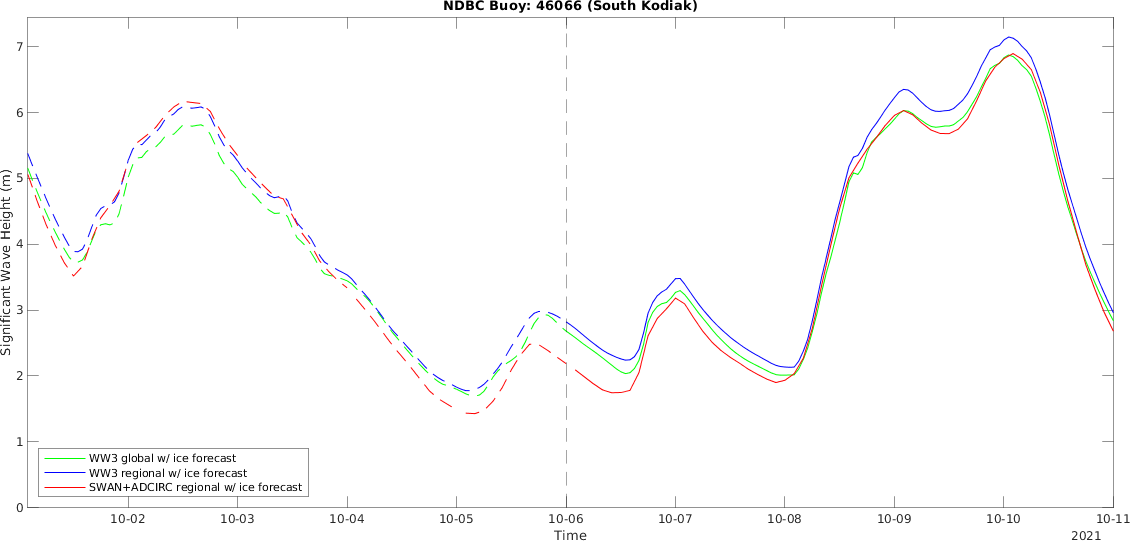 NDBC Buoy: 46066 (South Kodiak)
Significant Wave Height (m)
7
6
5
4
3
2
1
0
WW3 global w/ ice forecast
WW3 regional w/ ice forecast
SWAN+ADCIRC regional w/ ice forecast
10-02 10-03 10-04 10-05 10-06 10-07 10-08 10-09 10-10 10-11
Time
2021